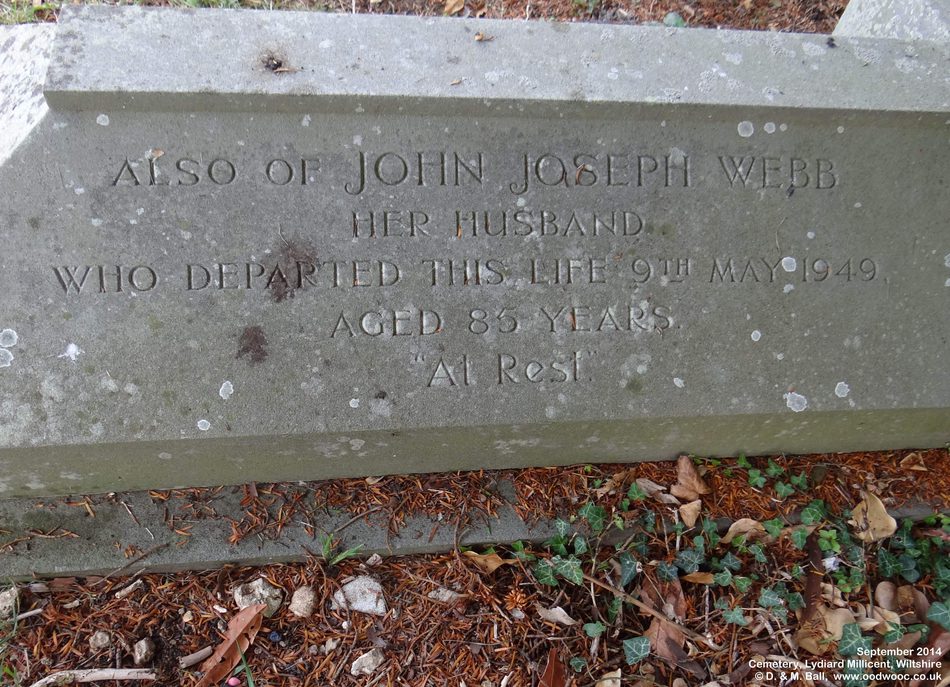 ALSO OF JOHN JOSEPH WEBB
HER HUSBAND
WHO DEPARTED THIS LIFE 9TH MAY 1949.
AGED 85 YEARS.
"At Rest"
September 2014
Cemetery, Lydiard Millicent, Wiltshire
© D. & M. Ball, www.oodwooc.co.uk